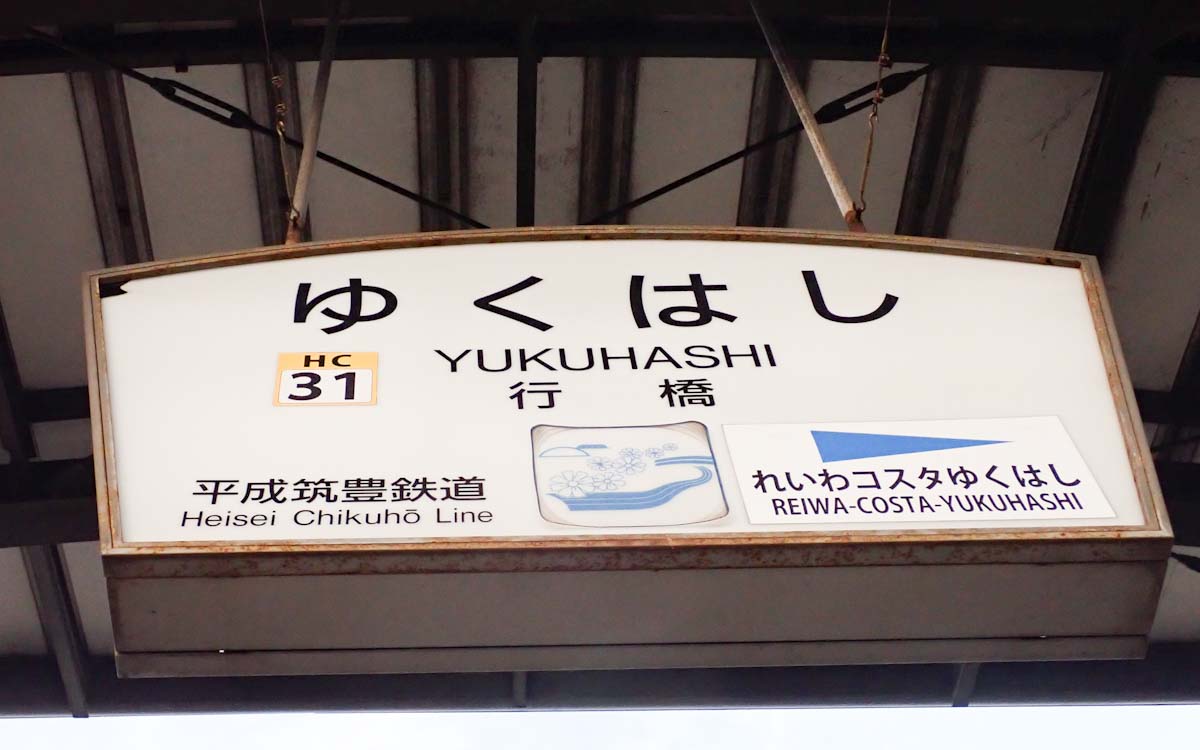 ゆくはし
HC
31
YUKUHASHI
行橋
平成筑豊鉄道
Heisei Chikuhō Line
れいわコスタゆくはし
REIWA-COSTA-YUKUHASHI